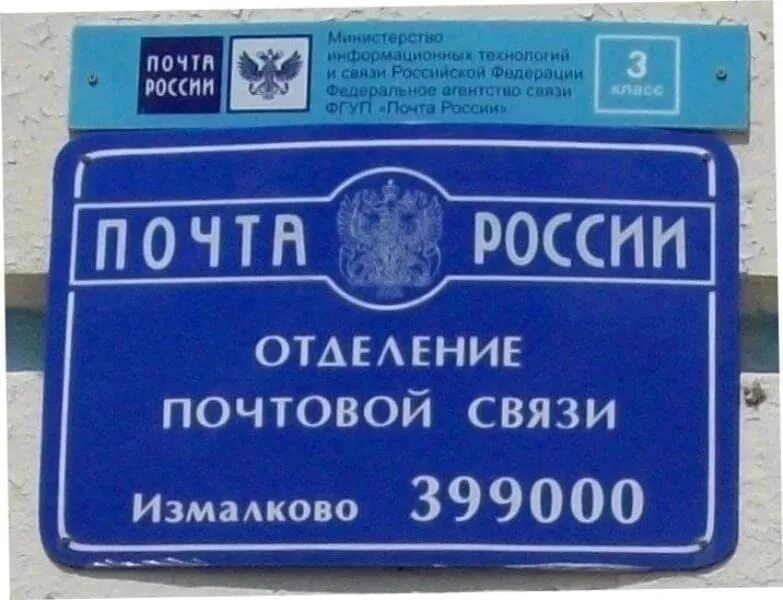 ПОЧТА
РОССИИ
Министерство
информационных технологий
и связи Российской Федерации
Федеральное агентство связи
ФГУП «Почта России»
3
класс
ПОЧТА РОССИИ
ОТДЕЛЕНИЕ
ПОЧТОВОЙ СВЯЗИ
Измалково 399000